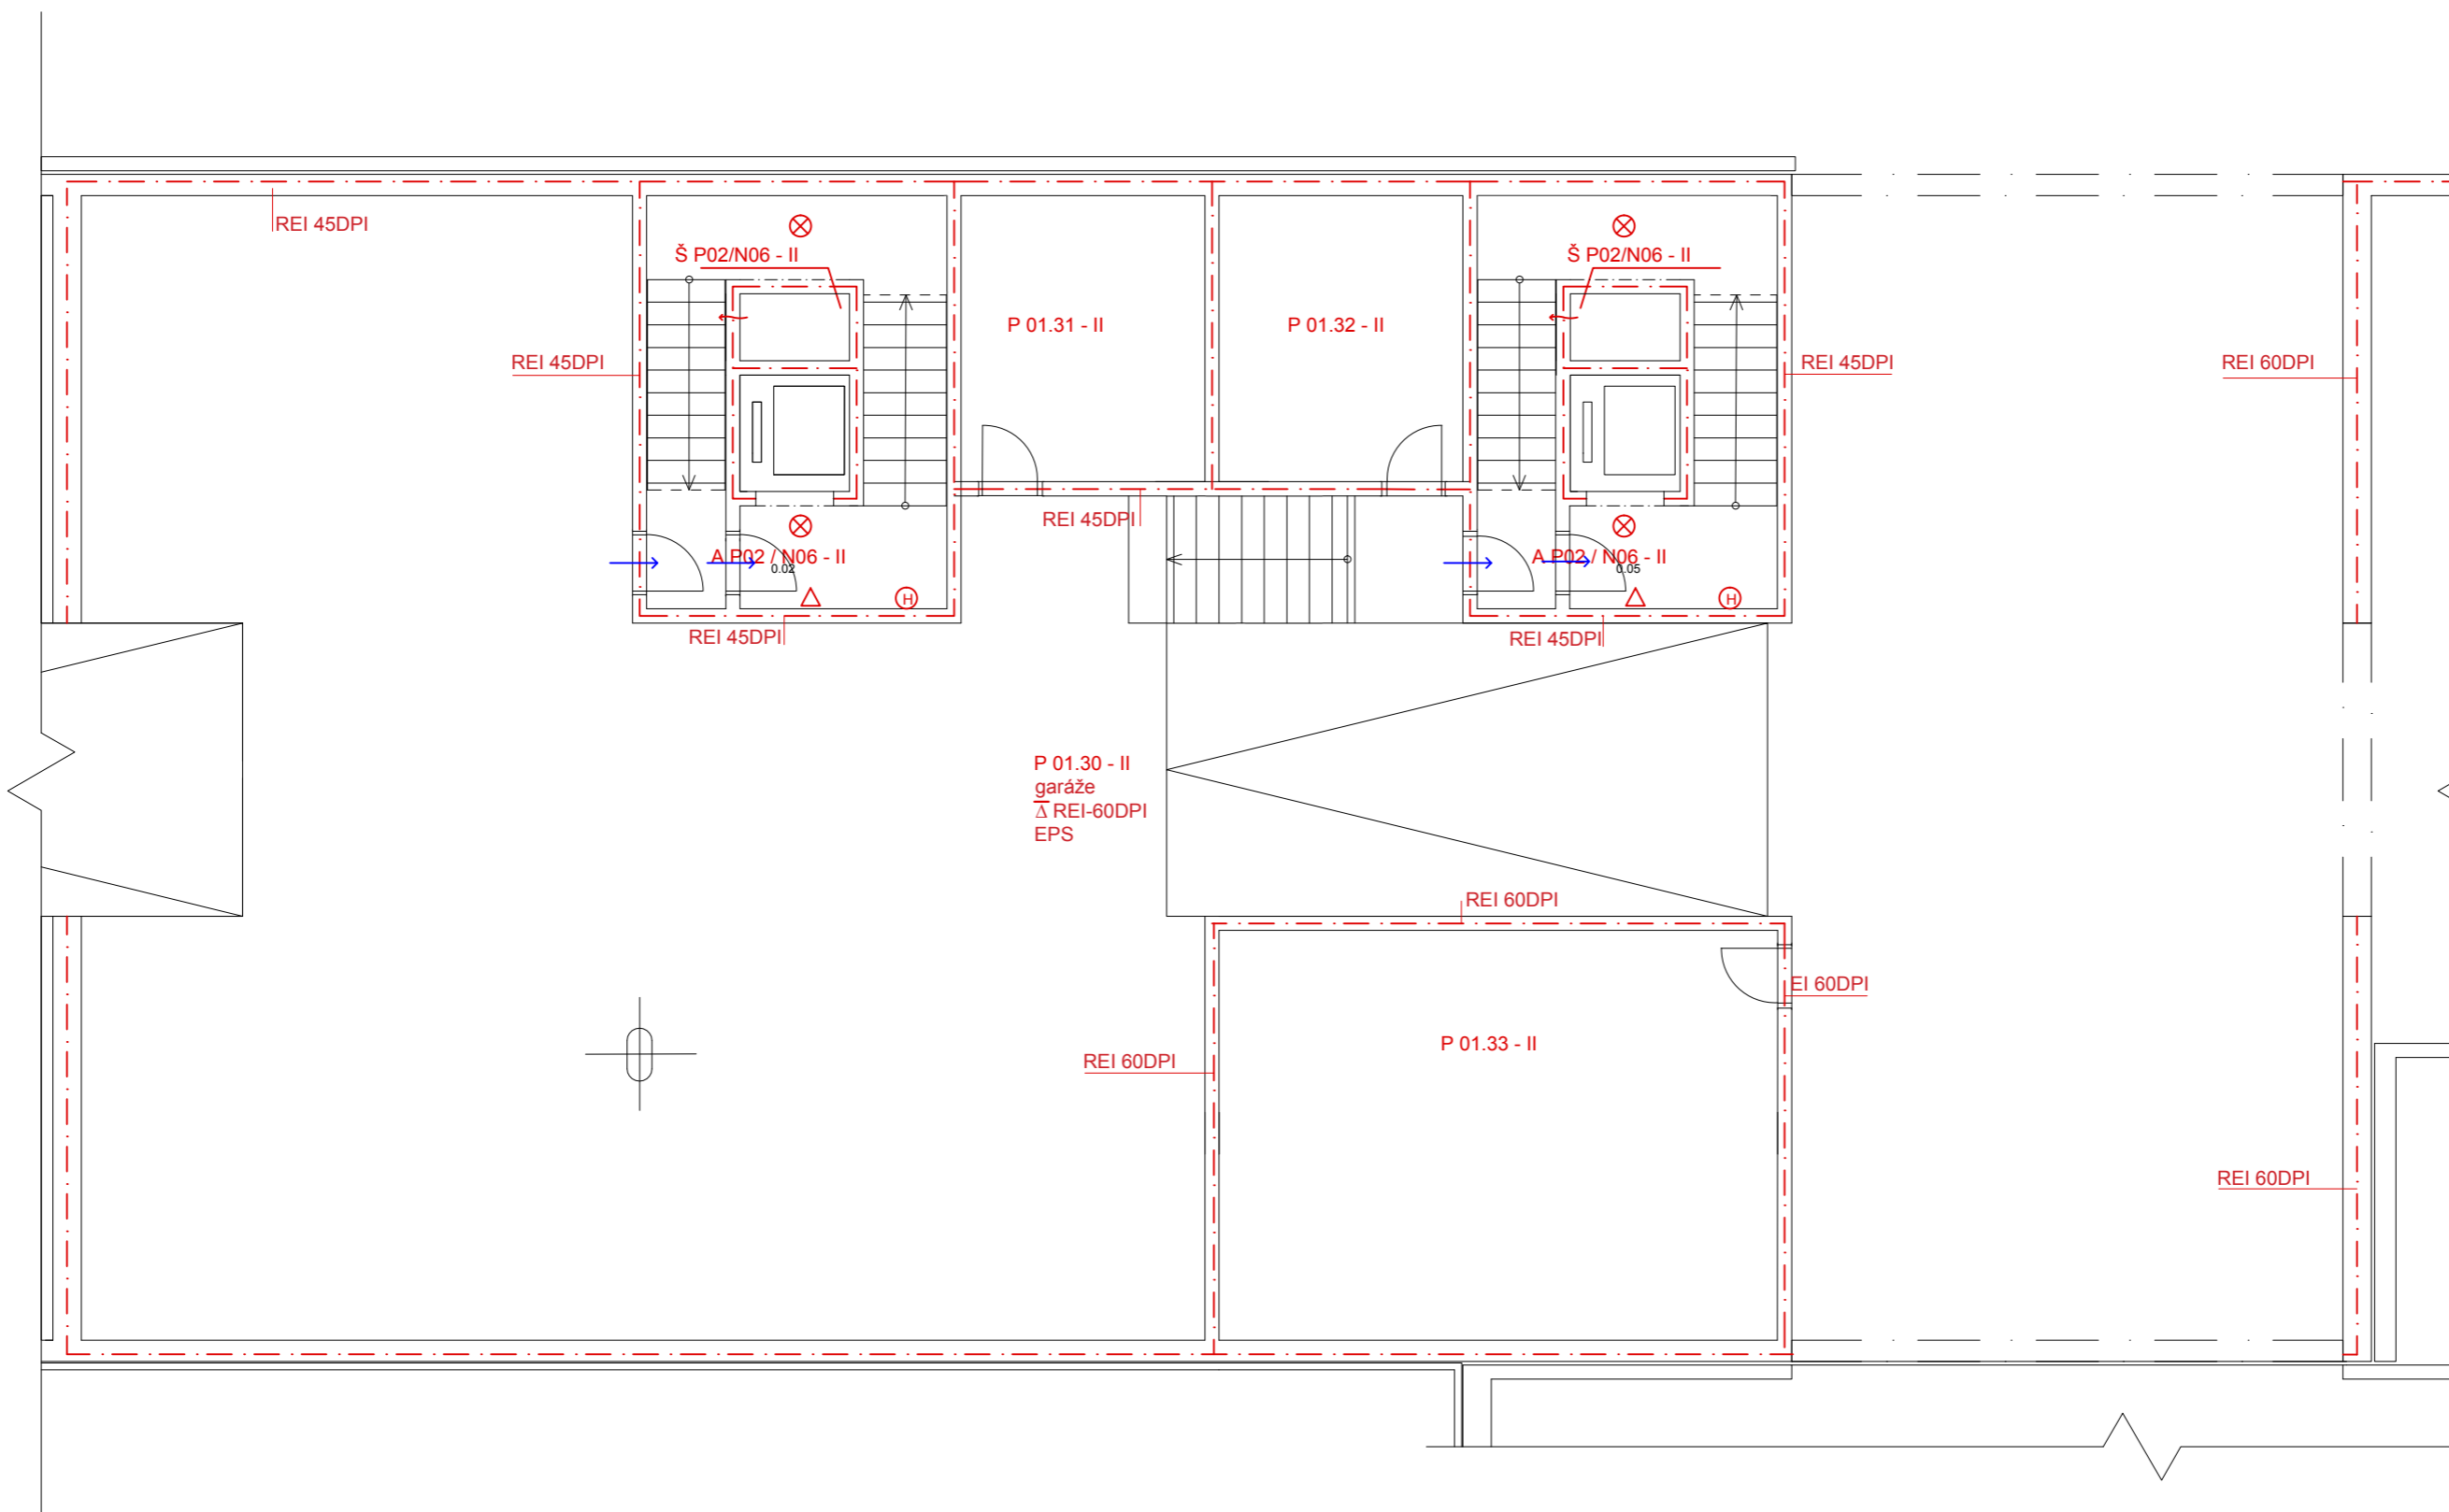 REI 45DPI
Š P02/N06 - II
Š P02/N06 - II
P 01.31 - II
P 01.32 - II
REI 45DPI
REI 45DPI
REI 60DPI
REI 45DPI
A P02 / N06 - II
0.02
H
A P02 / N06 - II
0.05
H
REI 45DPI
REI 45DPI
P 01.30 - II
garáže
Δ REI-60DPI
EPS
REI 60DPI
EI 60DPI
P 01.33 - II
REI 60DPI
REI 60DPI